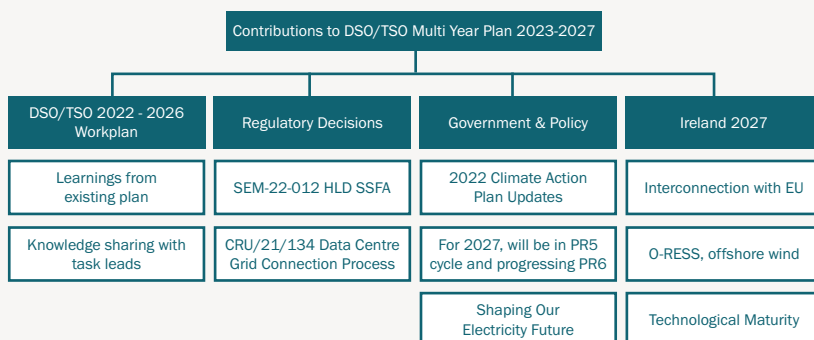 Contributions to DSO/TSO Multi Year Plan 2023-2027
DSO/TSO 2022 - 2026
Workplan
Regulatory Decisions
Government & Policy
Ireland 2027
Learnings from
existing plan
SEM-22-012 HLD SSFA
2022 Climate Action
Plan Updates
Interconnection with EU
Knowledge sharing with
task leads
CRU/21/134 Data Centre
Grid Connection Process
For 2027, will be in PR5
cycle and progressing PR6
O-RESS, offshore wind
Shaping Our
Electricity Future
Technological Maturity